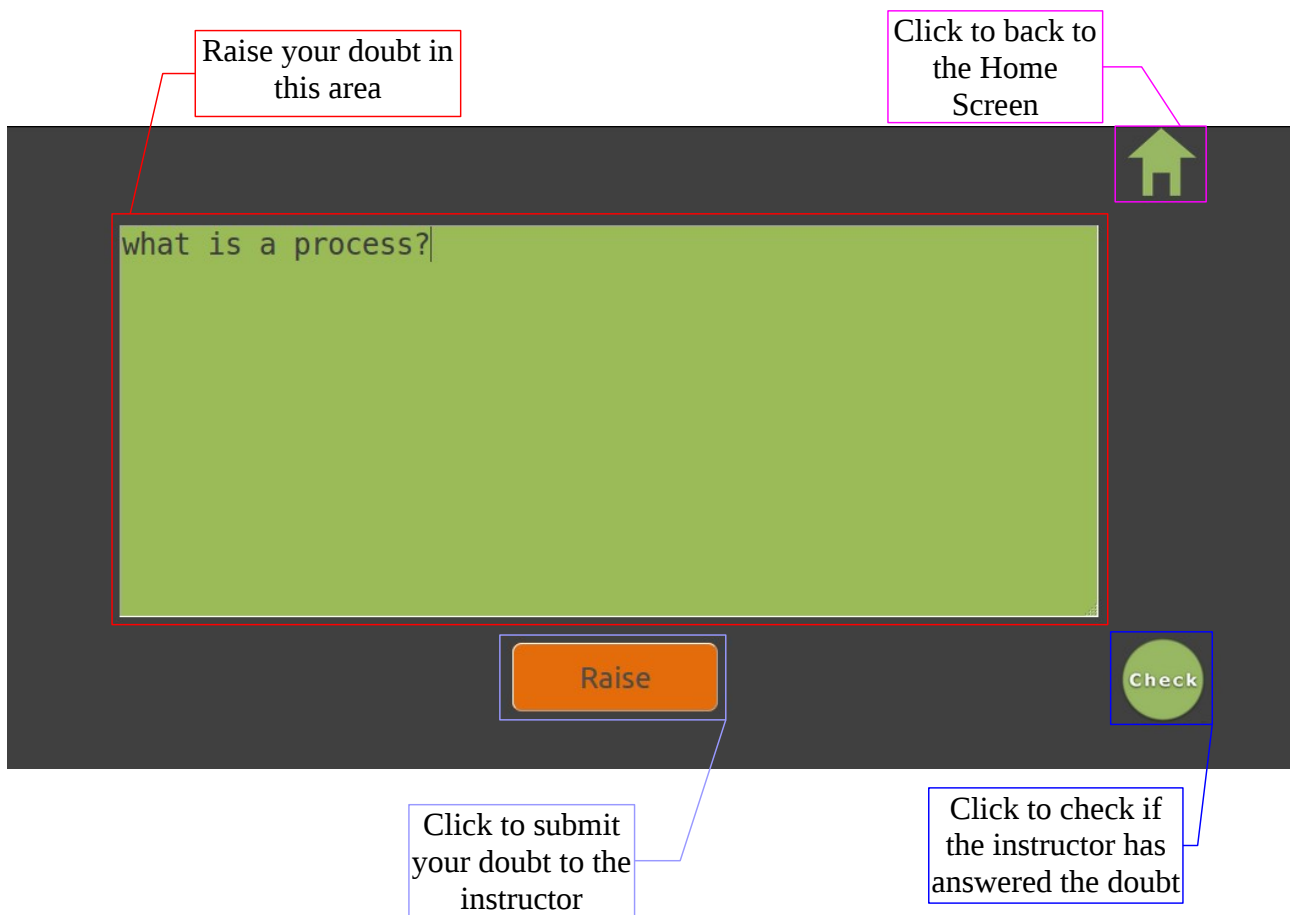 Raise your doubt in
this area
Click to back to
the Home
Screen
what is a process?
Raise
Check
Click to submit
your doubt to the
instructor
Click to check if
the instructor has
answered the doubt